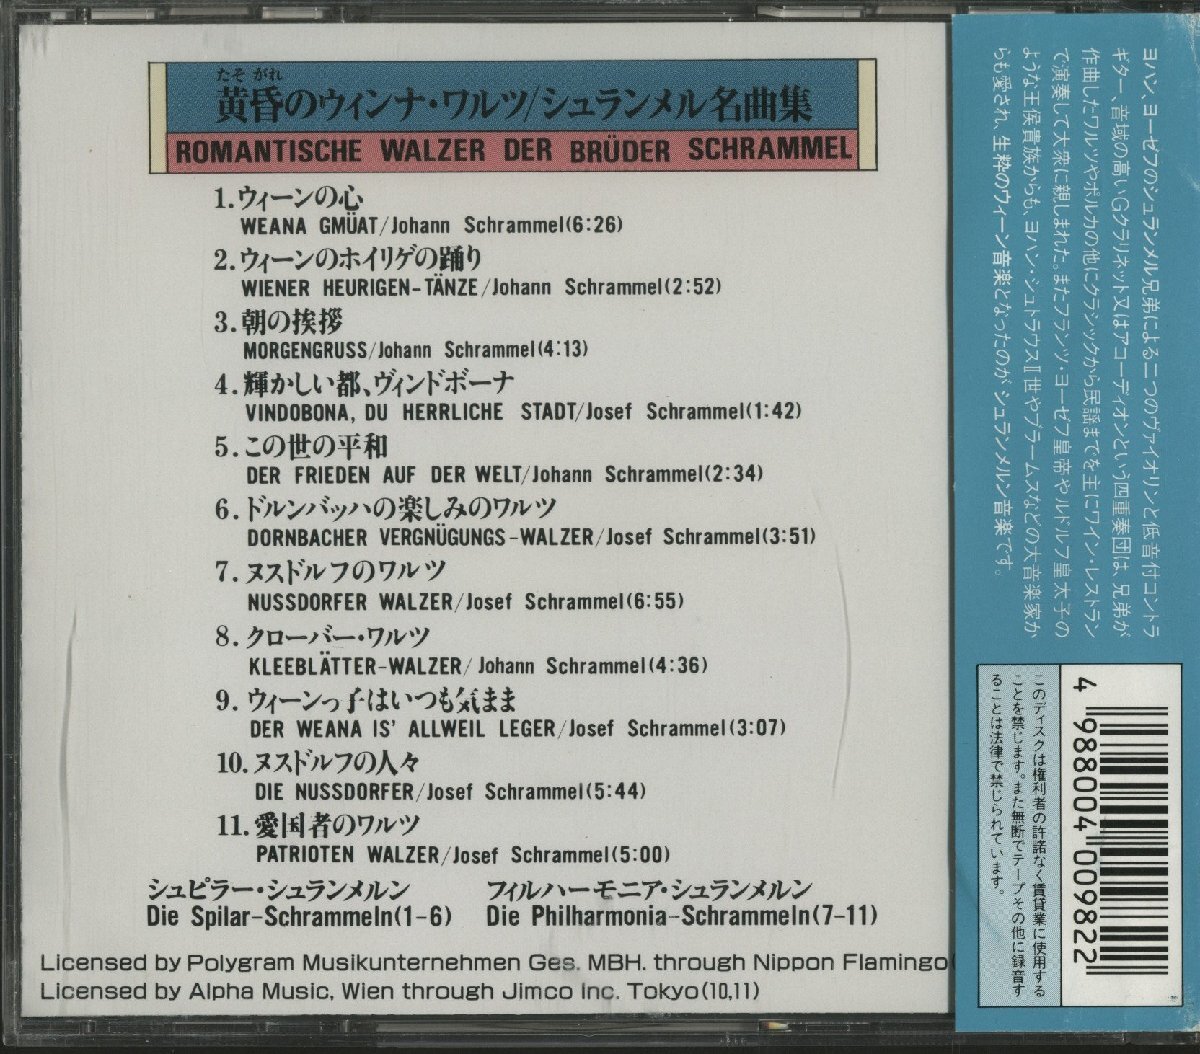 たそ がれ
黄昏のウィンナ・ワルツ/シュランメル名曲集
ROMANTISCHE WALZER DER BRÜDER SCHRAMMEL
1.ウィーンの心
WEANA GMÜAT/Johann Schrammel(6:26)
2.ウィーンのホイリゲの踊り
WIENER HEURIGEN-TÄNZE/Johann Schrammel(2:52)
3.朝の挨拶
MORGENGRUSS/Johann Schrammel(4:13)
4.輝かしい都、ヴィンドボーナ
VINDOBONA, DU HERRLICHE STADT/Josef Schrammel(1:42)
5.この世の平和
DER FRIEDEN AUF DER WELT/Johann Schrammel(2:34)
6.ドルンバッハの楽しみのワルツ
DORNBACHER VERGNÜGUNGS-WALZER/Josef Schrammel(3:51)
7.ヌスドルフのワルツ
NUSSDORFER WALZER/Josef Schrammel(6:55)
8.クローバー・ワルツ
KLEEBLÄTTER-WALZER/Johann Schrammel(4:36)
9.ウィーンっ子はいつも気まま
DER WEANA IS' ALLWEIL LEGER/Josef Schrammel(3:07)
10.ヌスドルフの人々
DIE NUSSDORFER/Josef Schrammel(5:44)
11.愛国者のワルツ
PATRIOTEN WALZER/Josef Schrammel(5:00)
シュピラー・シュランメルン
Die Spilar-Schrammeln(1-6)
フィルハーモニア・シュランメルン
Die Philharmonia-Schrammeln(7-11)
Licensed by Polygram Musikunternehmen Ges. MBH. through Nippon Flamingo(
Licensed by Alpha Music, Wien through Jimco inc. Tokyo(10,11)
ヨハン、ヨーゼフのシュランメル兄弟による二つのヴァイオリンと低音付コントラ
ギター、音域の高いGクラリネット又はアコーディオンという四重奏団は、兄弟が
作曲したワルツやポルカの他にクラシックから民謡までを主にワイン・レストラン
で演奏して大衆に親しまれた。またフランツ・ヨーゼフ皇帝やルドルフ皇太子の
ような王侯貴族からも、ヨハン・シュトラウスII世やブラームスなどの大音楽家か
らも愛され、生粋のウィーン音楽となったのがシュランメルン音楽です。
4 988004 009822
このディスクは権利者の許諾なく賃貸業に使用する
ことを禁じます。また無断でテープその他に録音す
ることは法律で禁じられています。